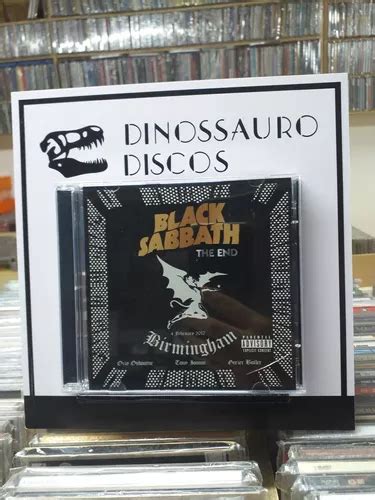 DINOSSAURO
DISCOS
BLACK
SABBATH
THE END
4 February 2017
Birmingham
PARENTAL
ADVISORY
EXPLICIT CONTENT
Ozzy Osbourne Tony Iommi Geezer Butler